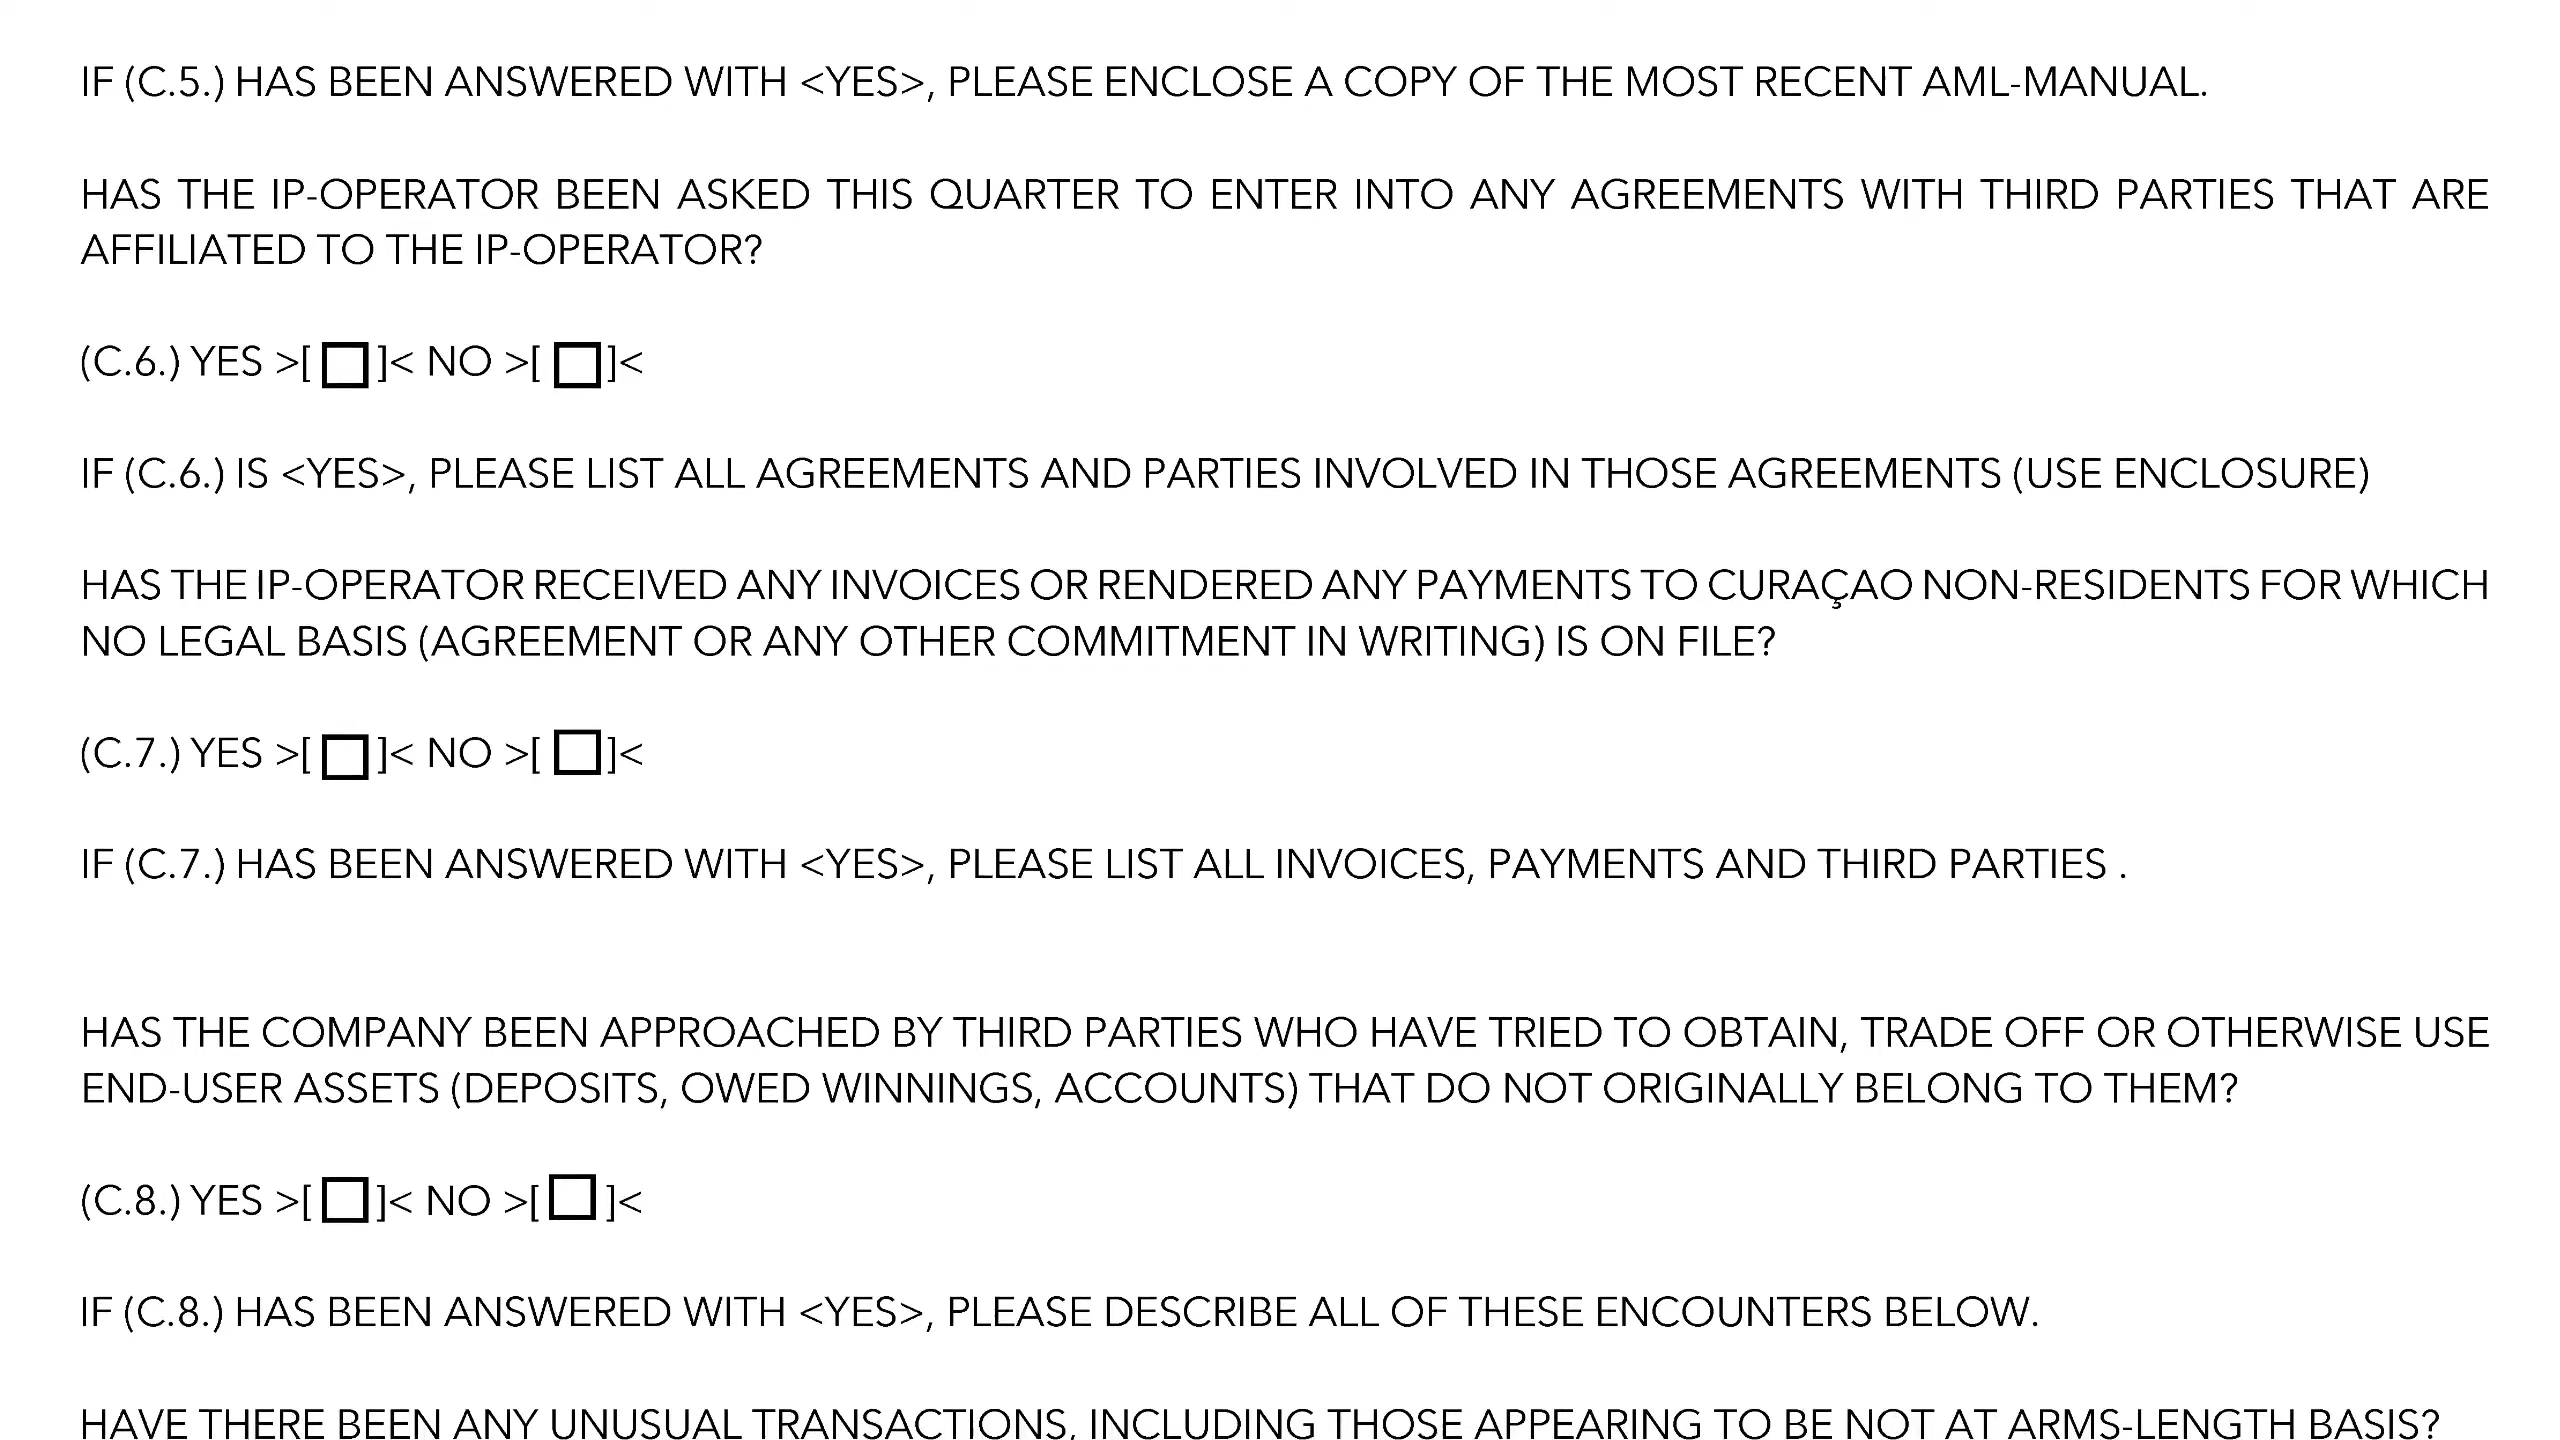 IF (C.5.) HAS BEEN ANSWERED WITH <YES>, PLEASE ENCLOSE A COPY OF THE MOST RECENT AML-MANUAL.
HAS THE IP-OPERATOR BEEN ASKED THIS QUARTER TO ENTER INTO ANY AGREEMENTS WITH THIRD PARTIES THAT ARE
AFFILIATED TO THE IP-OPERATOR?
(C.6.) YES >[ ☐ ]< NO >[ ☐ ]<
IF (C.6.) IS <YES>, PLEASE LIST ALL AGREEMENTS AND PARTIES INVOLVED IN THOSE AGREEMENTS (USE ENCLOSURE)
HAS THE IP-OPERATOR RECEIVED ANY INVOICES OR RENDERED ANY PAYMENTS TO CURAÇAO NON-RESIDENTS FOR WHICH
NO LEGAL BASIS (AGREEMENT OR ANY OTHER COMMITMENT IN WRITING) IS ON FILE?
(C.7.) YES >[ ☐ ]< NO >[ ☐ ]<
IF (C.7.) HAS BEEN ANSWERED WITH <YES>, PLEASE LIST ALL INVOICES, PAYMENTS AND THIRD PARTIES .
HAS THE COMPANY BEEN APPROACHED BY THIRD PARTIES WHO HAVE TRIED TO OBTAIN, TRADE OFF OR OTHERWISE USE
END-USER ASSETS (DEPOSITS, OWED WINNINGS, ACCOUNTS) THAT DO NOT ORIGINALLY BELONG TO THEM?
(C.8.) YES >[ ☐ ]< NO >[ ☐ ]<
IF (C.8.) HAS BEEN ANSWERED WITH <YES>, PLEASE DESCRIBE ALL OF THESE ENCOUNTERS BELOW.
HAVE THERE BEEN ANY UNUSUAL TRANSACTIONS, INCLUDING THOSE APPEARING TO BE NOT AT ARMS-LENGTH BASIS?